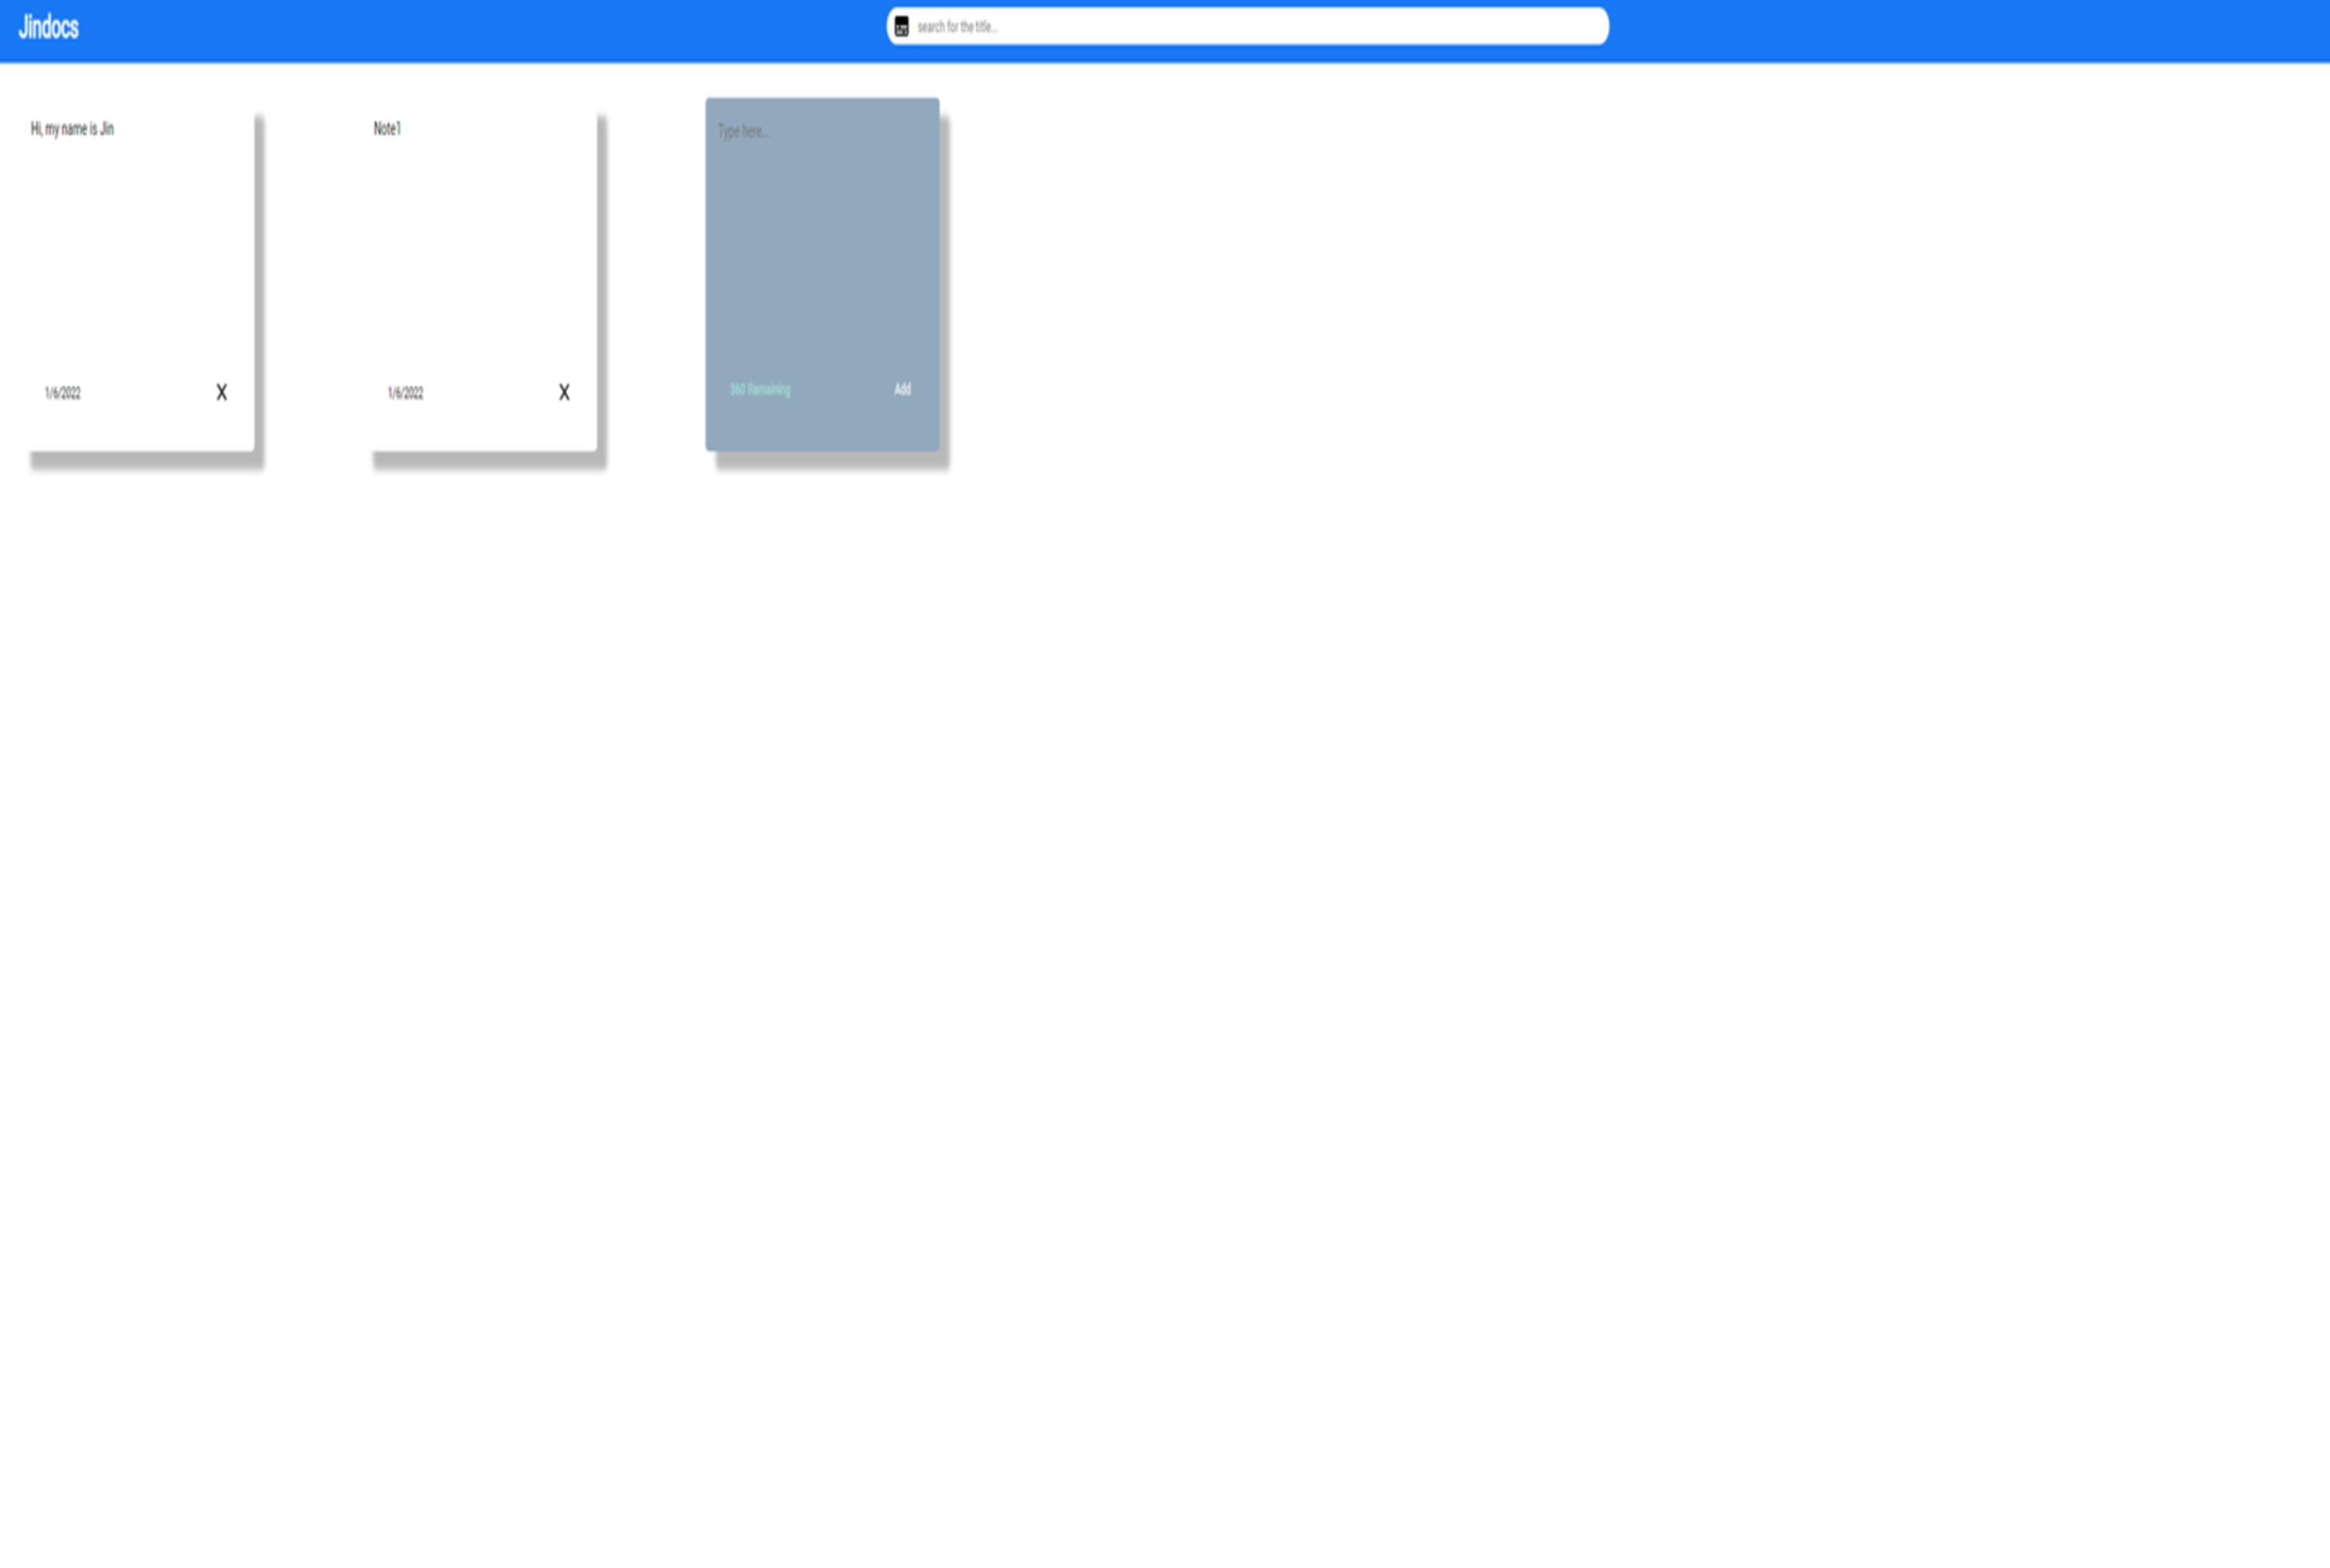 Jindocs
search for the title...
Hi, my name is Jin
1/6/2022 X
Note1
1/6/2022 X
Type here...
360 Remaining Add